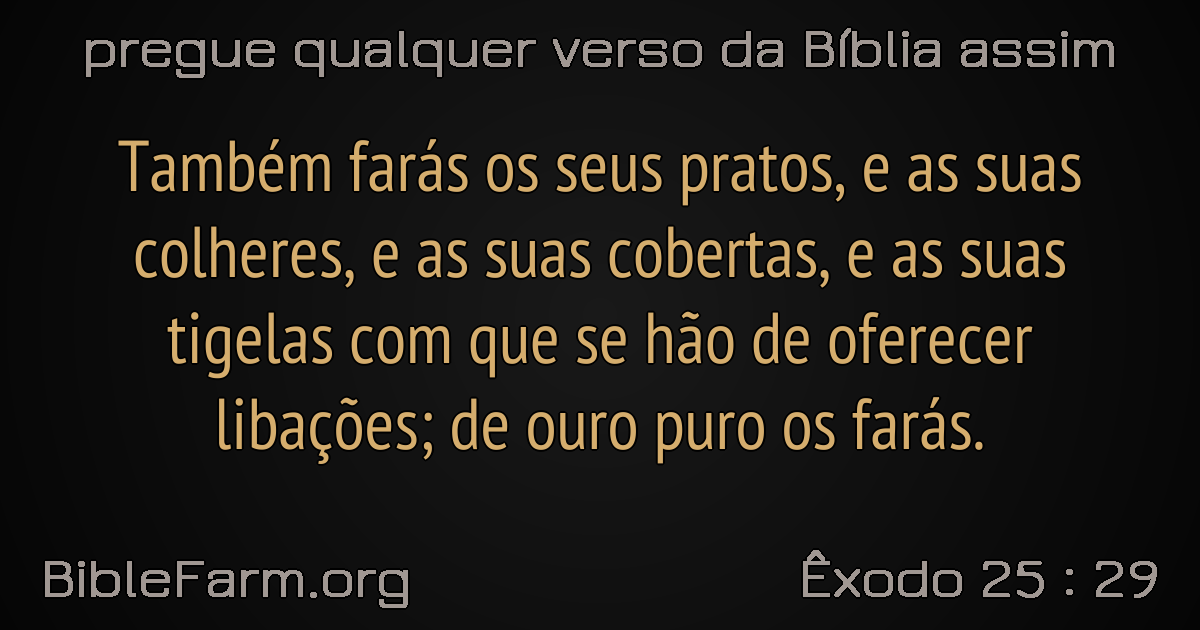 pregue qualquer verso da Bíblia assim
Também farás os seus pratos, e as suas
colheres, e as suas cobertas, e as suas
tigelas com que se hão de oferecer
libações; de ouro puro os farás.
BibleFarm.org
Êxodo 25 : 29